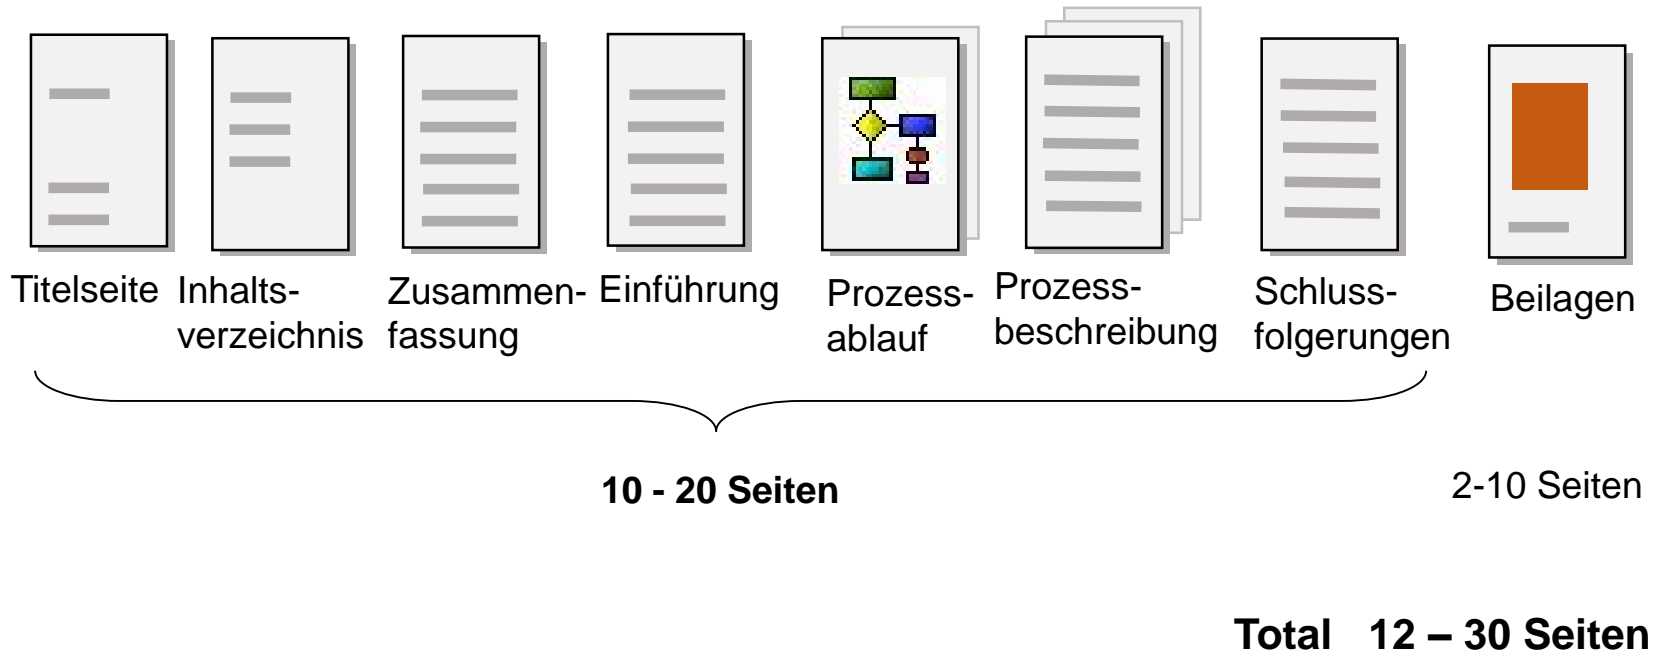 Titelseite
Inhalts-
verzeichnis
Zusammen-
fassung
Einführung
Prozess-
ablauf
Prozess-
beschreibung
Schluss-
folgerungen
Beilagen
10 - 20 Seiten
2-10 Seiten
Total 12 – 30 Seiten